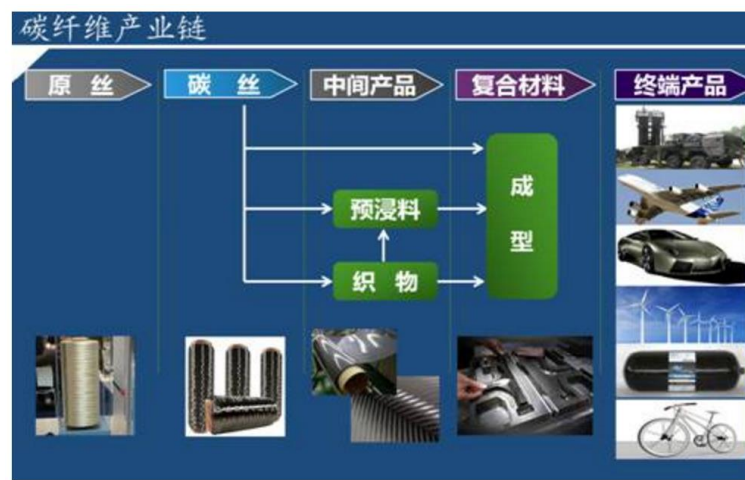 碳纤维产业链
原 丝
碳 丝
中间产品
复合材料
终端产品
成
型
预浸料
织 物